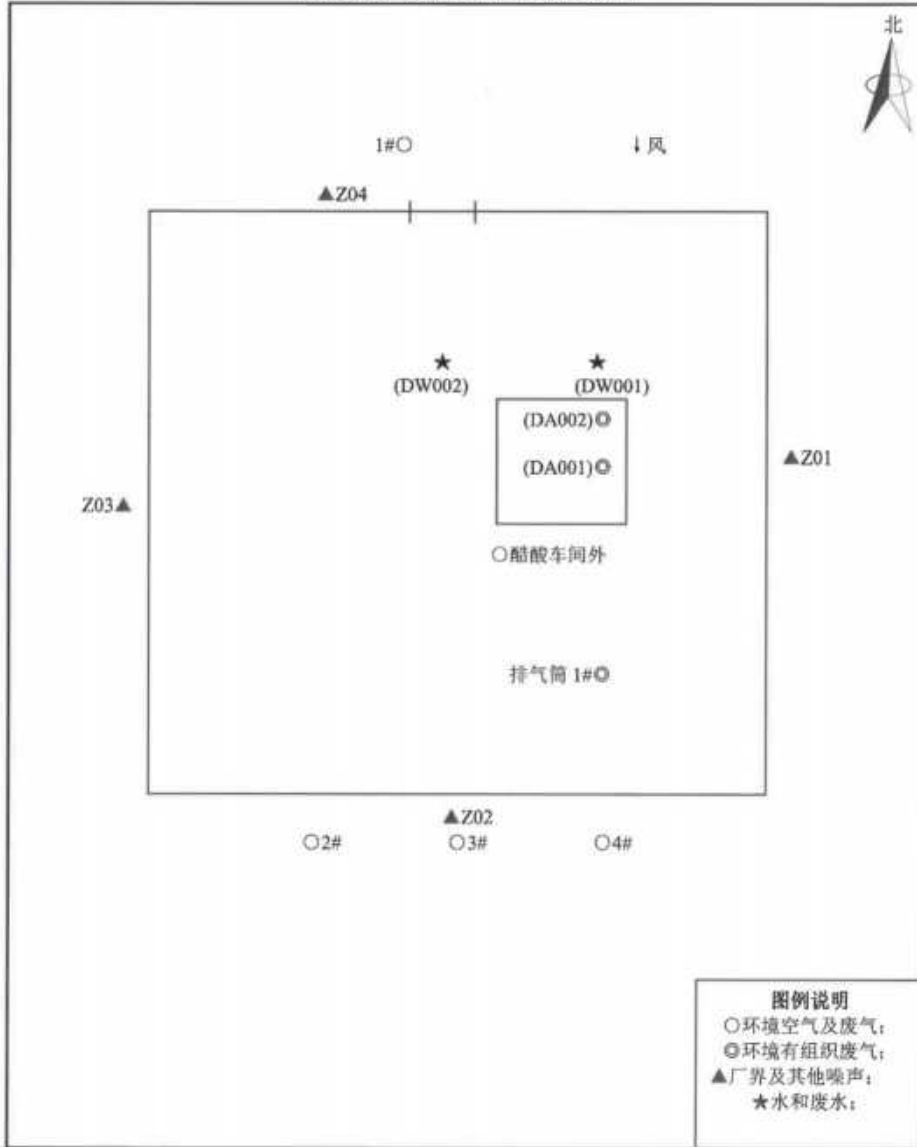 北
1#○
↓风
▲Z04
★
★
(DW002)
(DW001)
(DA002)◎
▲Z01
(DA001)◎
Z03▲
○醋酸车间外
排气筒 1#◎
▲Z02
○2#
○3#
○4#
图例说明
○环境空气及废气;
◎环境有组织废气;
▲厂界及其他噪声;
★水和废水;